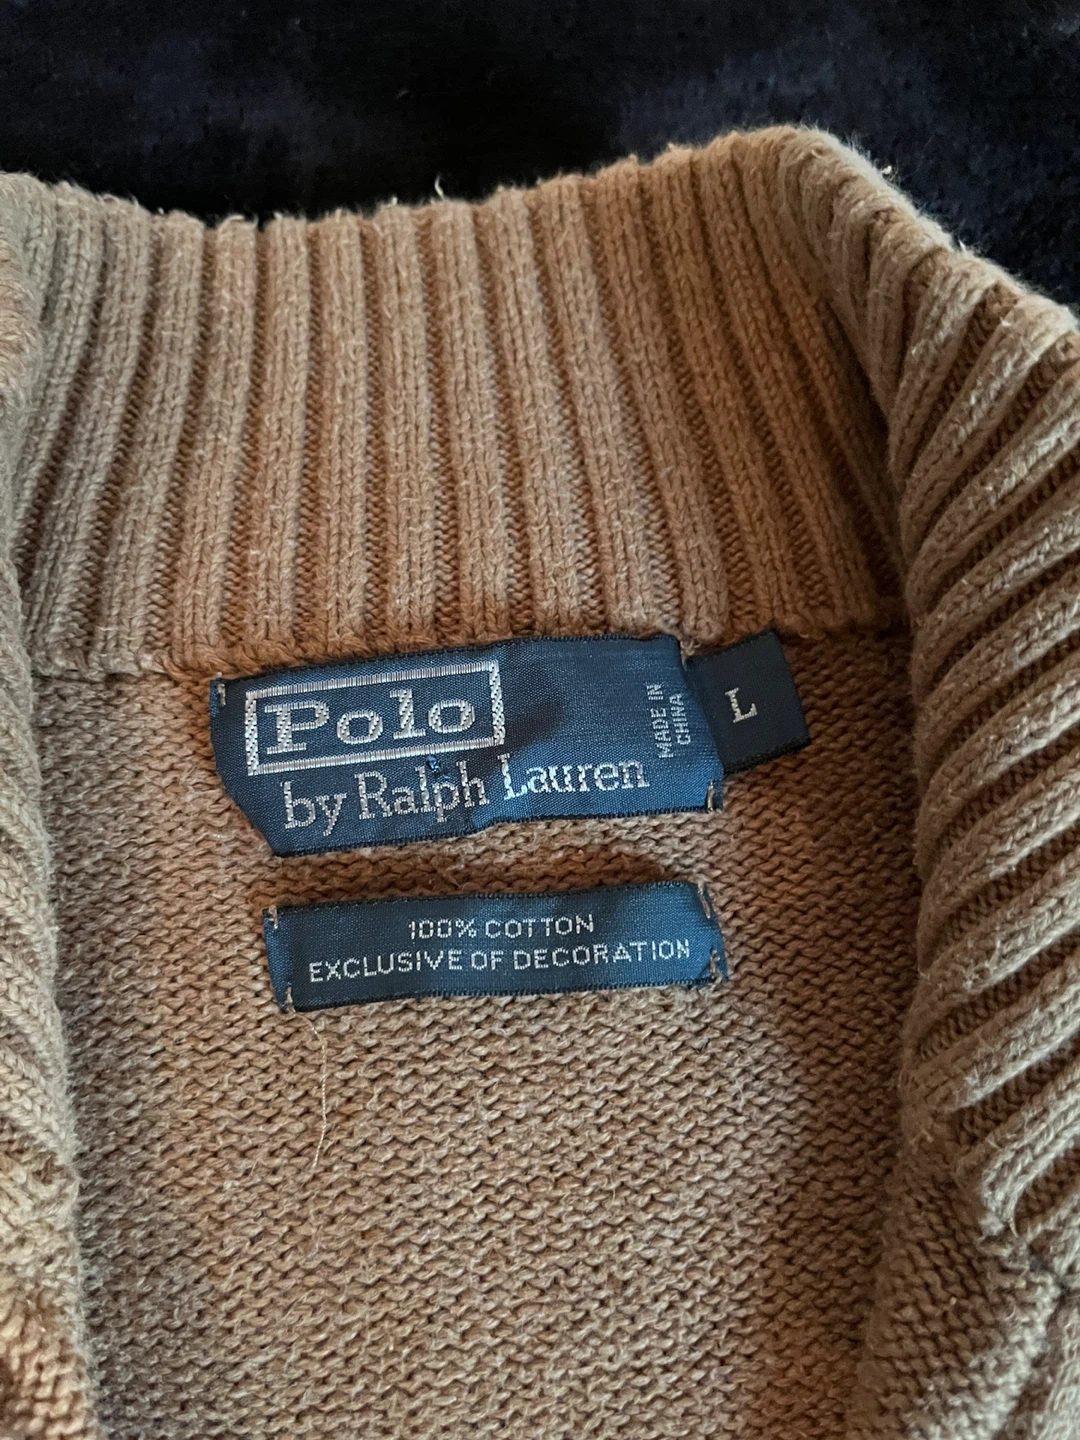 Polo
by Ralph Lauren
MADE IN
CHINA
L
100% COTTON
EXCLUSIVE OF DECORATION